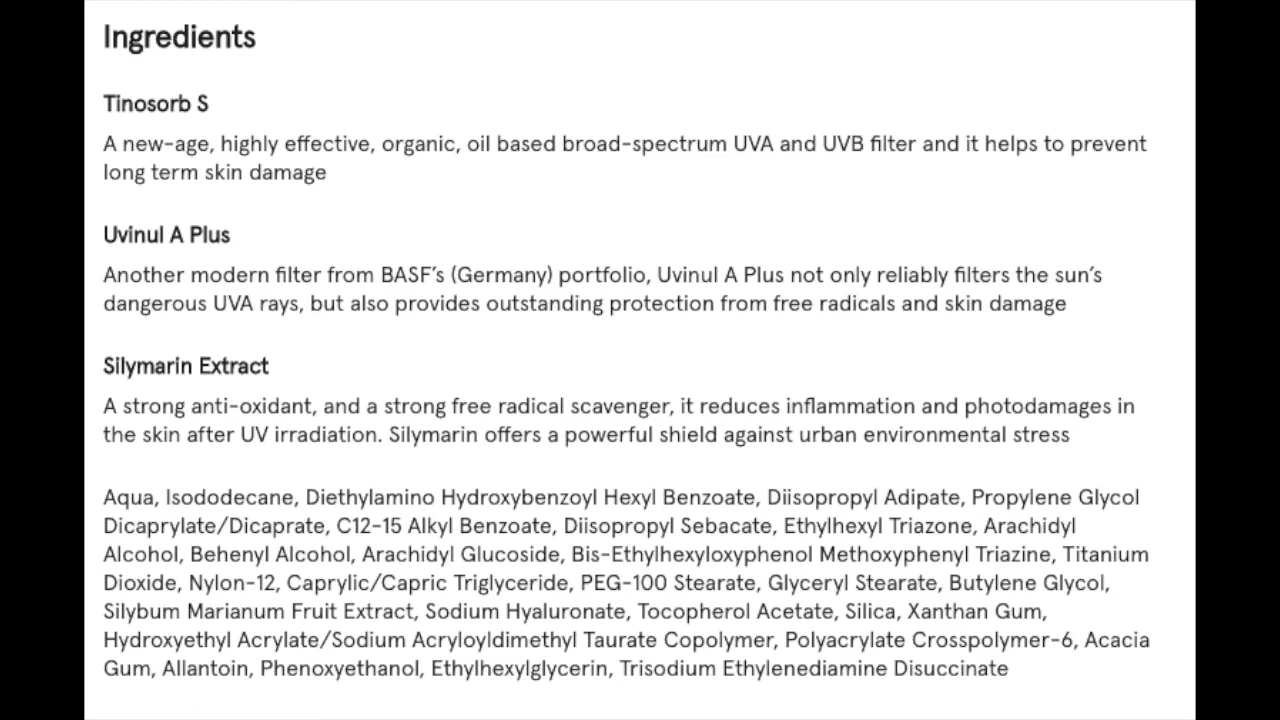 Ingredients
Tinosorb S
A new-age, highly effective, organic, oil based broad-spectrum UVA and UVB filter and it helps to prevent
long term skin damage
Uvinul A Plus
Another modern filter from BASF's (Germany) portfolio, Uvinul A Plus not only reliably filters the sun's
dangerous UVA rays, but also provides outstanding protection from free radicals and skin damage
Silymarin Extract
A strong anti-oxidant, and a strong free radical scavenger, it reduces inflammation and photodamages in
the skin after UV irradiation. Silymarin offers a powerful shield against urban environmental stress
Aqua, Isododecane, Diethylamino Hydroxybenzoyl Hexyl Benzoate, Diisopropyl Adipate, Propylene Glycol
Dicaprylate/Dicaprate, C12-15 Alkyl Benzoate, Diisopropyl Sebacate, Ethylhexyl Triazone, Arachidyl
Alcohol, Behenyl Alcohol, Arachidyl Glucoside, Bis-Ethylhexyloxyphenol Methoxyphenyl Triazine, Titanium
Dioxide, Nylon-12, Caprylic/Capric Triglyceride, PEG-100 Stearate, Glyceryl Stearate, Butylene Glycol,
Silybum Marianum Fruit Extract, Sodium Hyaluronate, Tocopherol Acetate, Silica, Xanthan Gum,
Hydroxyethyl Acrylate/Sodium Acryloyldimethyl Taurate Copolymer, Polyacrylate Crosspolymer-6, Acacia
Gum, Allantoin, Phenoxyethanol, Ethylhexylglycerin, Trisodium Ethylenediamine Disuccinate